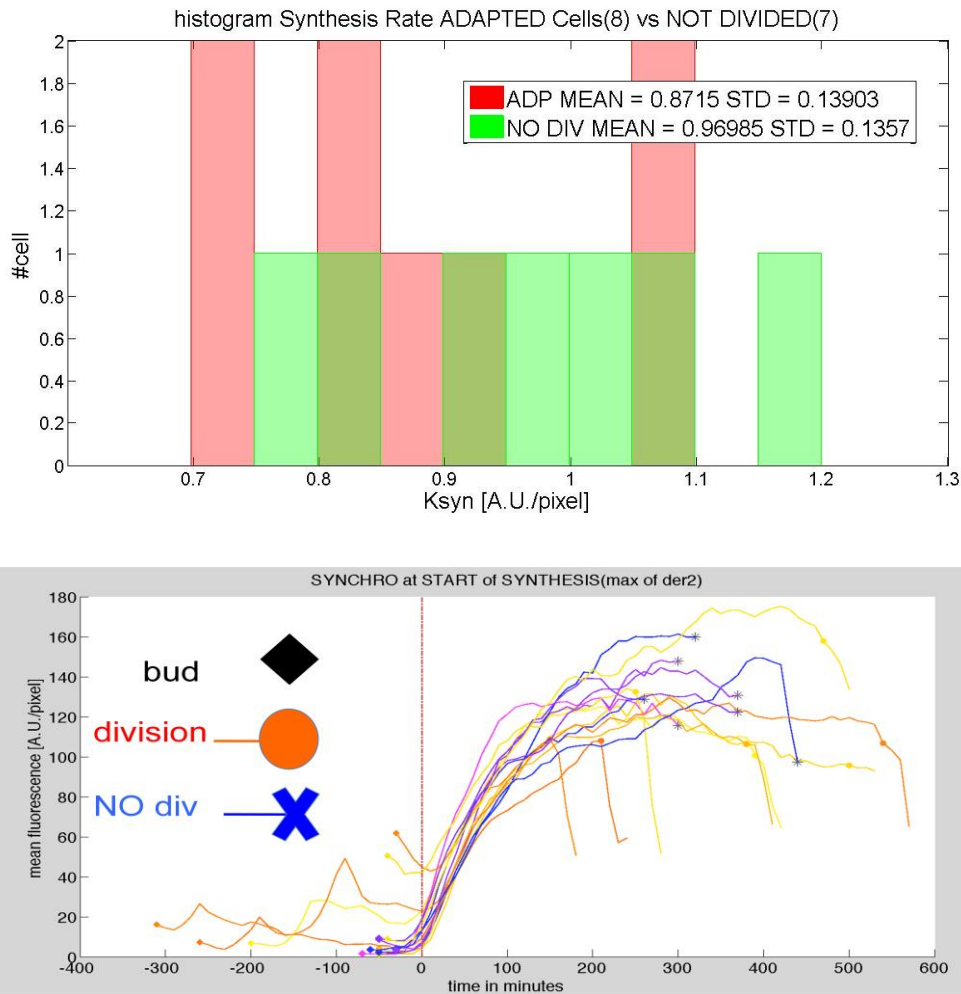 histogram Synthesis Rate ADAPTED Cells(8) vs NOT DIVIDED(7)
2
1.8
1.6
1.4
1.2
1
0.8
0.6
0.4
0.2
0
#cell
ADP MEAN = 0.8715 STD = 0.13903
NO DIV MEAN = 0.96985 STD = 0.1357
0.7 0.8 0.9 1 1.1 1.2 1.3
Ksyn [A.U./pixel]
SYNCHRO at START of SYNTHESIS(max of der2)
180
160
140
120
100
80
60
40
20
0
mean fluorescence [A.U./pixel]
bud
division
NO div
-400 -300 -200 -100 0 100 200 300 400 500 600
time in minutes